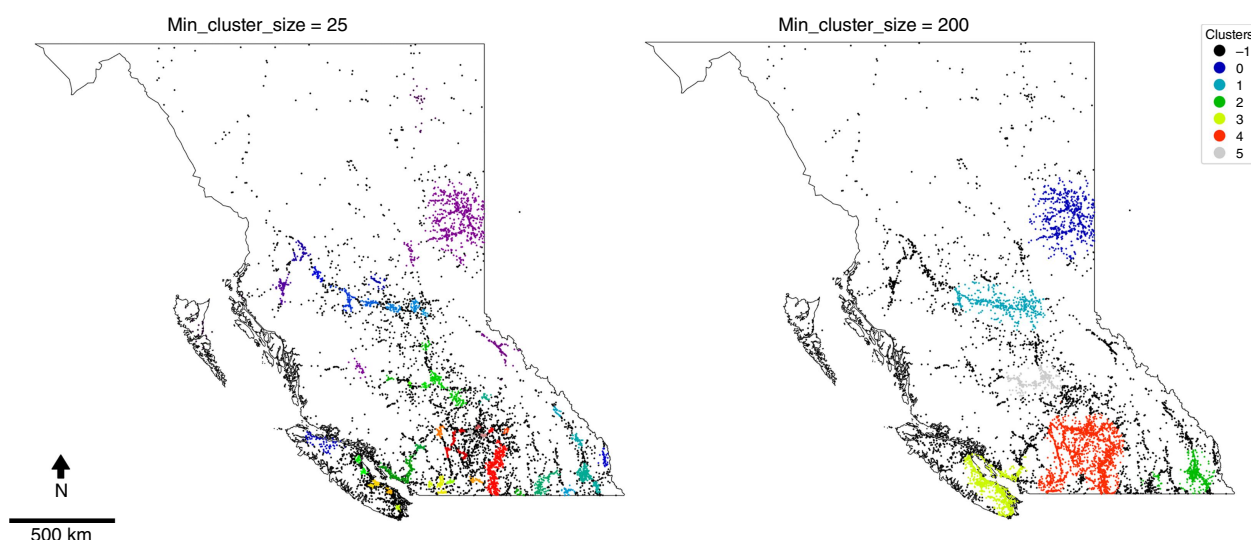 Min_cluster_size = 25
Min_cluster_size = 200
Clusters
–1
0
1
2
3
4
5
N
500 km